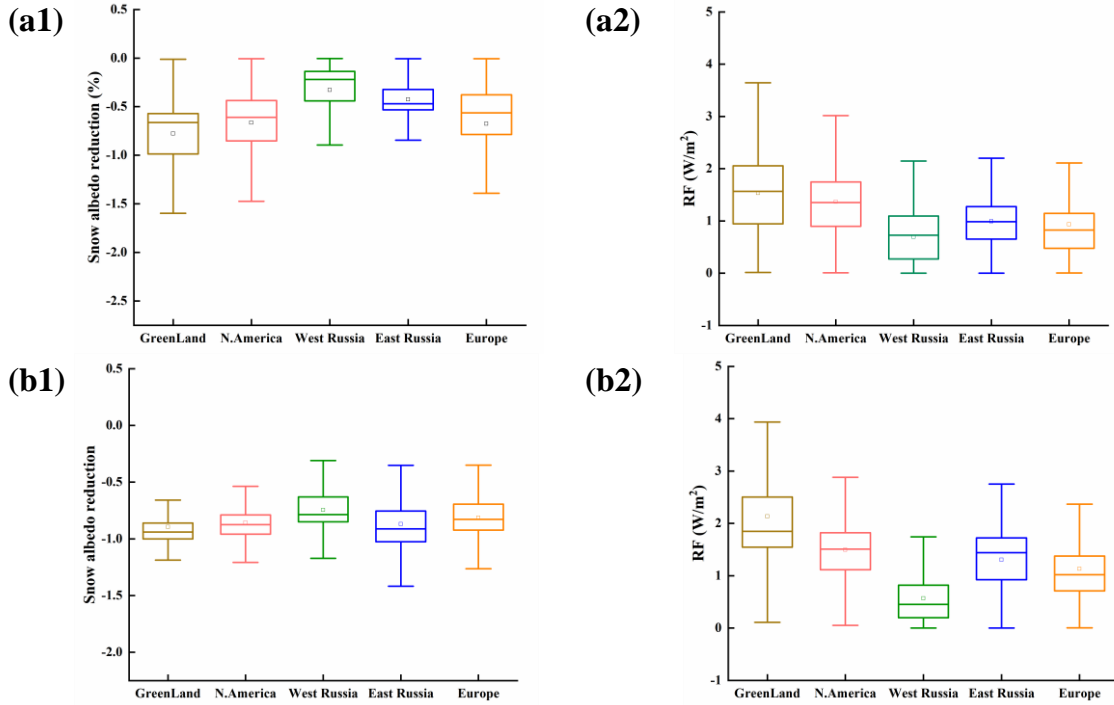 (a1)
Snow albedo reduction (%)
0.5
0.0
-0.5
-1.0
-1.5
-2.0
-2.5
GreenLand N.America West Russia East Russia Europe
(a2)
RF (W/m²)
5
4
3
2
1
0
-1
GreenLand N.America West Russia East Russia Europe
(b1)
Snow albedo reduction
0.5
0.0
-0.5
-1.0
-1.5
-2.0
GreenLand N.America West Russia East Russia Europe
(b2)
RF (W/m²)
5
4
3
2
1
0
-1
GreenLand N.America West Russia East Russia Europe